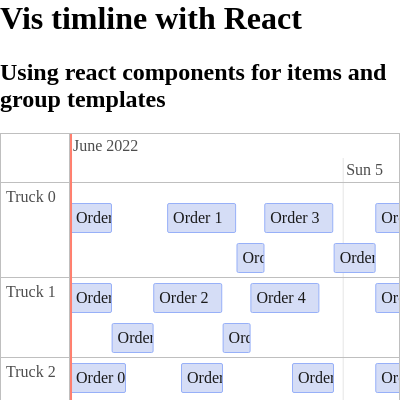 Vis timline with React
Using react components for items and
group templates
June 2022
Sun 5
Truck 0
Order
Order 1
Order 3
Or
Ord
Order
Truck 1
Order
Order 2
Order 4
Or
Order
Ord
Truck 2
Order 0
Order
Order
Or